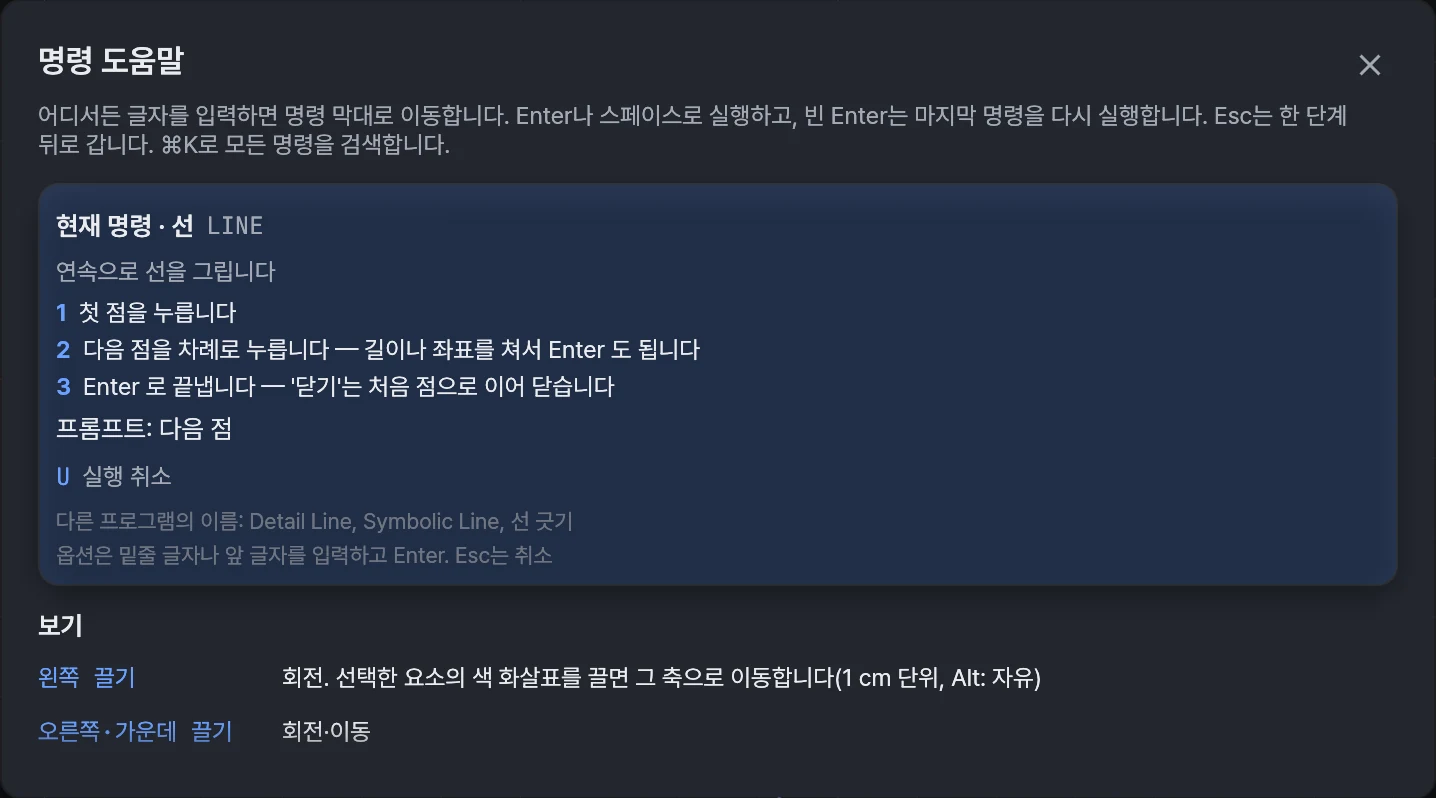 명령 도움말
어디서든 글자를 입력하면 명령 막대로 이동합니다. Enter나 스페이스로 실행하고, 빈 Enter는 마지막 명령을 다시 실행합니다. Esc는 한 단계
뒤로 갑니다. ⌘K로 모든 명령을 검색합니다.
현재 명령 · 선 LINE
연속으로 선을 그립니다
1 첫 점을 누릅니다
2 다음 점을 차례로 누릅니다 — 길이나 좌표를 쳐서 Enter 도 됩니다
3 Enter 로 끝냅니다 — '닫기'는 처음 점으로 이어 닫습니다
프롬프트: 다음 점
U 실행 취소
다른 프로그램의 이름: Detail Line, Symbolic Line, 선 긋기
옵션은 밑줄 글자나 앞 글자를 입력하고 Enter. Esc는 취소
보기
왼쪽 끌기 회전. 선택한 요소의 색 화살표를 끌면 그 축으로 이동합니다(1 cm 단위, Alt: 자유)
오른쪽·가운데 끌기 회전·이동